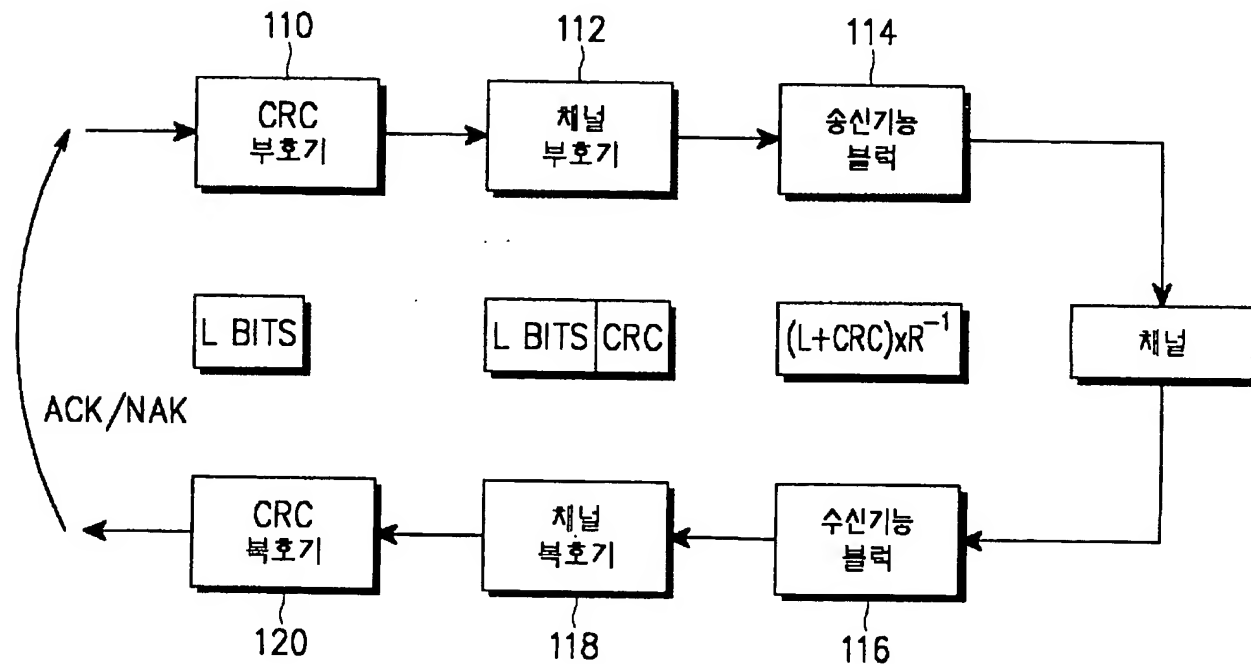 110
112
114
CRC
부호기
채널
부호기
송신기능
블럭
L BITS
L BITS CRC
(L+CRC)xR⁻¹
채널
ACK/NAK
CRC
복호기
채널
복호기
수신기능
블럭
120
118
116